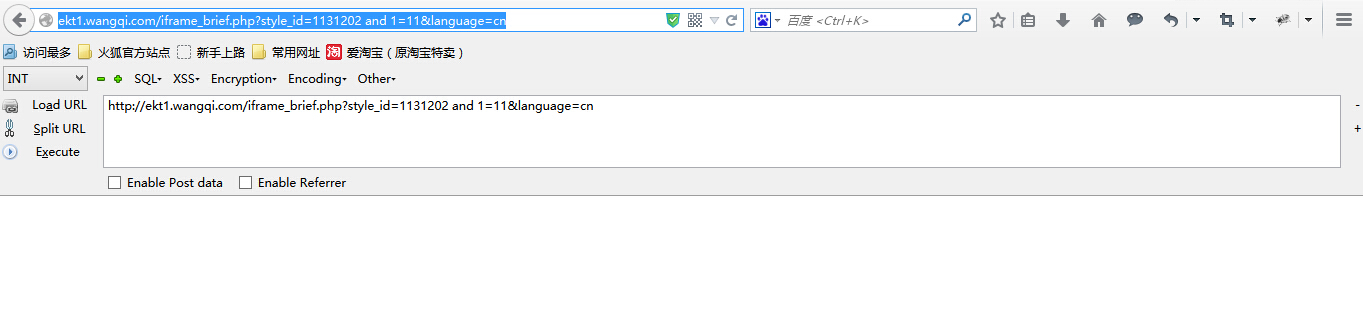 ekt1.wangqi.com/iframe_brief.php?style_id=1131202 and 1=11&language=cn
百度 <Ctrl+K>
访问最多 火狐官方站点 新手上路 常用网址 淘 爱淘宝（原淘宝特卖）
INT SQL XSS Encryption Encoding Other
Load URL http://ekt1.wangqi.com/iframe_brief.php?style_id=1131202 and 1=11&language=cn -
Split URL +
Execute
Enable Post data Enable Referrer